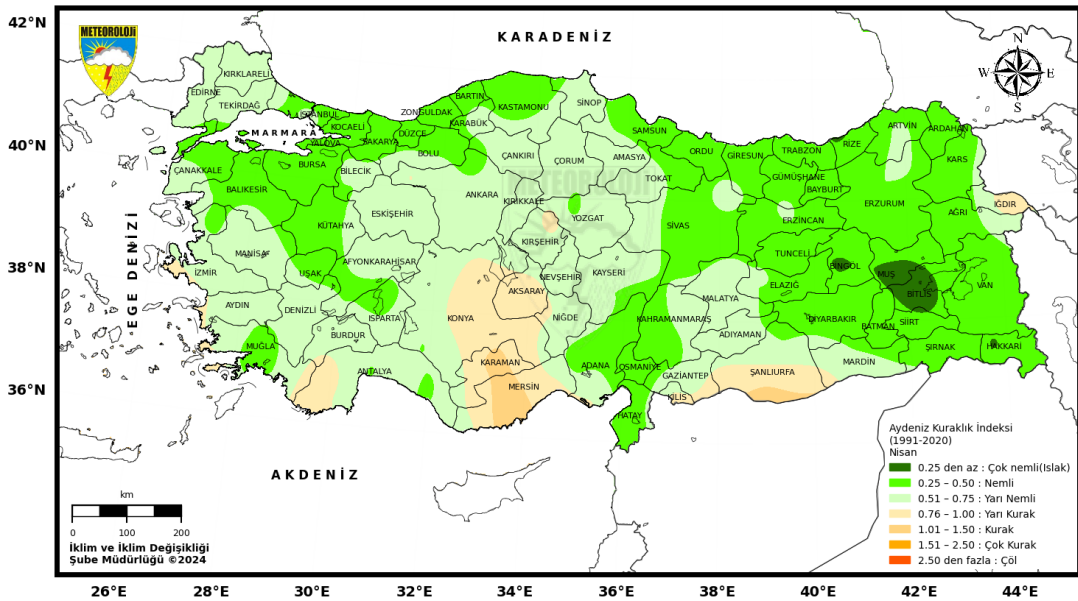 42°N
40°N
38°N
36°N
METEOROLOJİ
KARADENİZ
N
W
E
S
KIRKLARELİ
EDİRNE
TEKİRDAĞ
İSTANBUL
MARMARA
KOCAELİ
YALOVA
SAKARYA
DÜZCE
ZONGULDAK
BARTIN
KARABÜK
KASTAMONU
SİNOP
SAMSUN
ORDU
GİRESUN
TRABZON
RİZE
ARTVİN
ARDAHAN
KARS
ÇANAKKALE
BALIKESİR
BURSA
BİLECİK
BOLU
ÇANKIRI
ÇORUM
AMASYA
TOKAT
GÜMÜŞHANE
BAYBURT
ERZURUM
AĞRI
IĞDIR
METEOROLOJİ
ANKARA
KIRIKKALE
YOZGAT
SİVAS
ERZİNCAN
ESKİŞEHİR
KÜTAHYA
EGE DENİZİ
MANİSA
İZMİR
UŞAK
AFYONKARAHİSAR
KIRŞEHİR
NEVŞEHİR
KAYSERİ
TUNCELİ
BİNGÖL
MUŞ
BİTLİS
VAN
ELAZIĞ
MALATYA
AKSARAY
AYDIN
DENİZLİ
ISPARTA
BURDUR
KONYA
NİĞDE
KAHRAMANMARAŞ
ADIYAMAN
DİYARBAKIR
BATMAN
SİİRT
ŞIRNAK
HAKKARİ
MUĞLA
ANTALYA
KARAMAN
MERSİN
ADANA
OSMANİYE
GAZİANTEP
KİLİS
ŞANLIURFA
MARDİN
HATAY
AKDENİZ
km
0
100
200
İklim ve İklim Değişikliği
Şube Müdürlüğü ©2024
Aydeniz Kuraklık İndeksi
(1991-2020)
Nisan
0.25 den az : Çok nemli(Islak)
0.25 – 0.50 : Nemli
0.51 – 0.75 : Yarı Nemli
0.76 – 1.00 : Yarı Kurak
1.01 – 1.50 : Kurak
1.51 – 2.50 : Çok Kurak
2.50 den fazla : Çöl
26°E
28°E
30°E
32°E
34°E
36°E
38°E
40°E
42°E
44°E